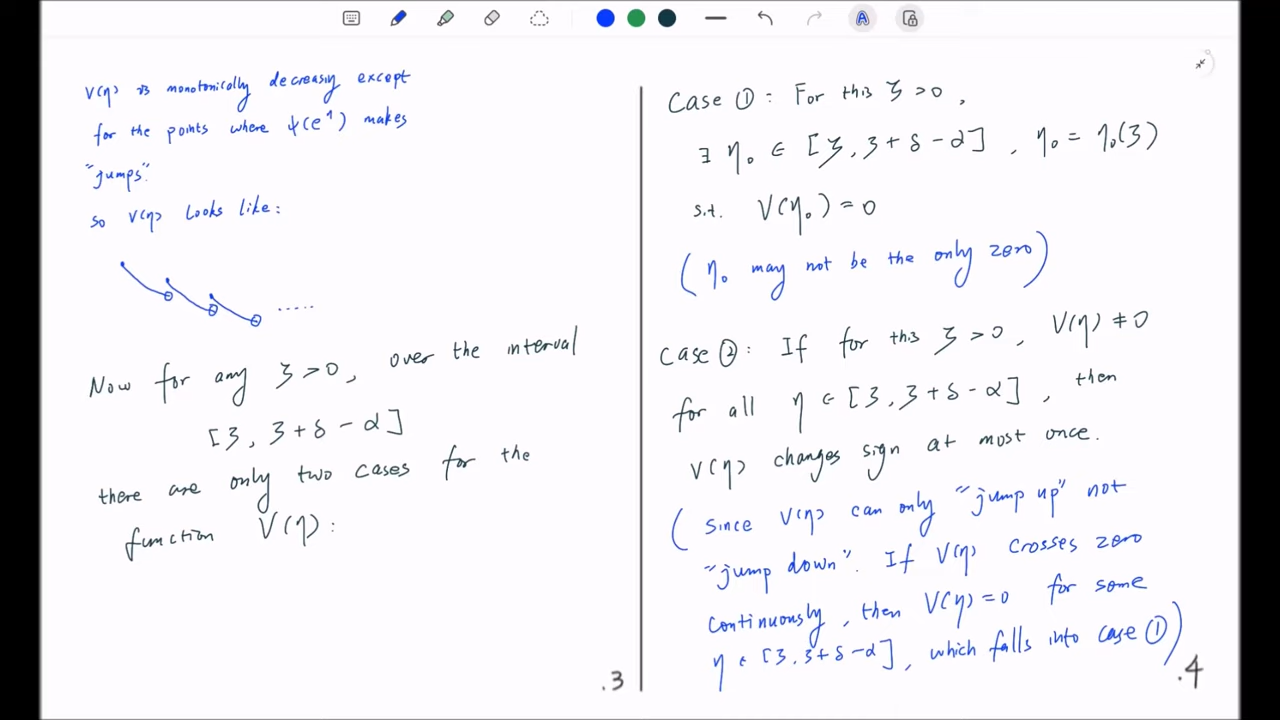 V(η) is monotonically decreasing except
for the points where ψ(e^η) makes
"jumps".
so V(η) looks like:
.....
Now for any ζ > 0, over the interval
[ζ, ζ + δ - α]
there are only two cases for the
function V(η):
.3
Case ①: For this ζ > 0,
∃ η₀ ∈ [ζ, ζ + δ - α], η₀ = η₀(ζ)
s.t. V(η₀) = 0
(η₀ may not be the only zero)
Case ②: If for this ζ > 0, V(η) ≠ 0
for all η ∈ [ζ, ζ + δ - α], then
V(η) changes sign at most once.
(Since V(η) can only "jump up" not
"jump down". If V(η) crosses zero
continuously, then V(η) = 0 for some
η ∈ [ζ, ζ + δ - α], which falls into case ①)
.4